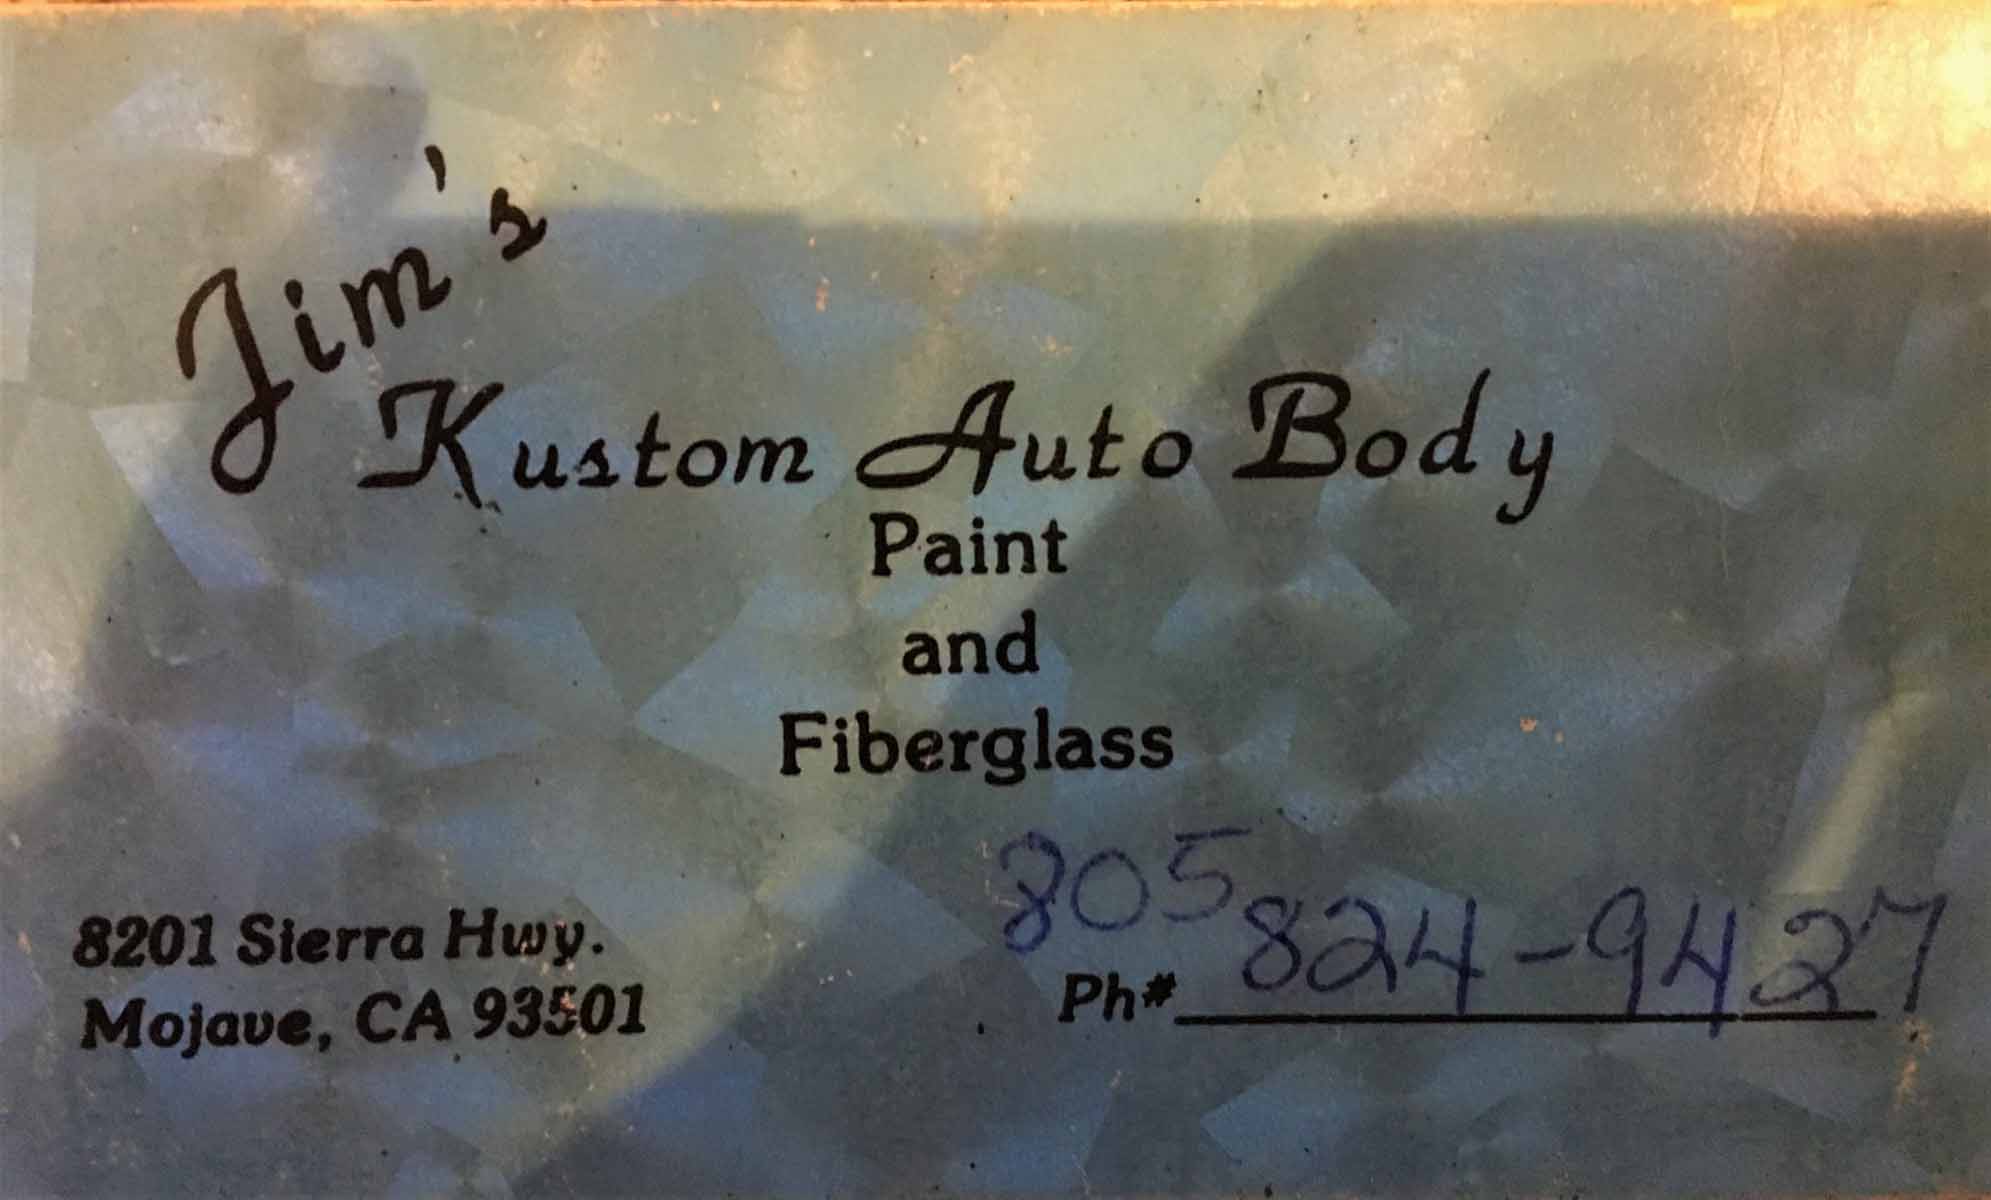 Jim's
Kustom Auto Body
Paint
and
Fiberglass
8201 Sierra Hwy.
Mojave, CA 93501
805
Ph# 824-9427